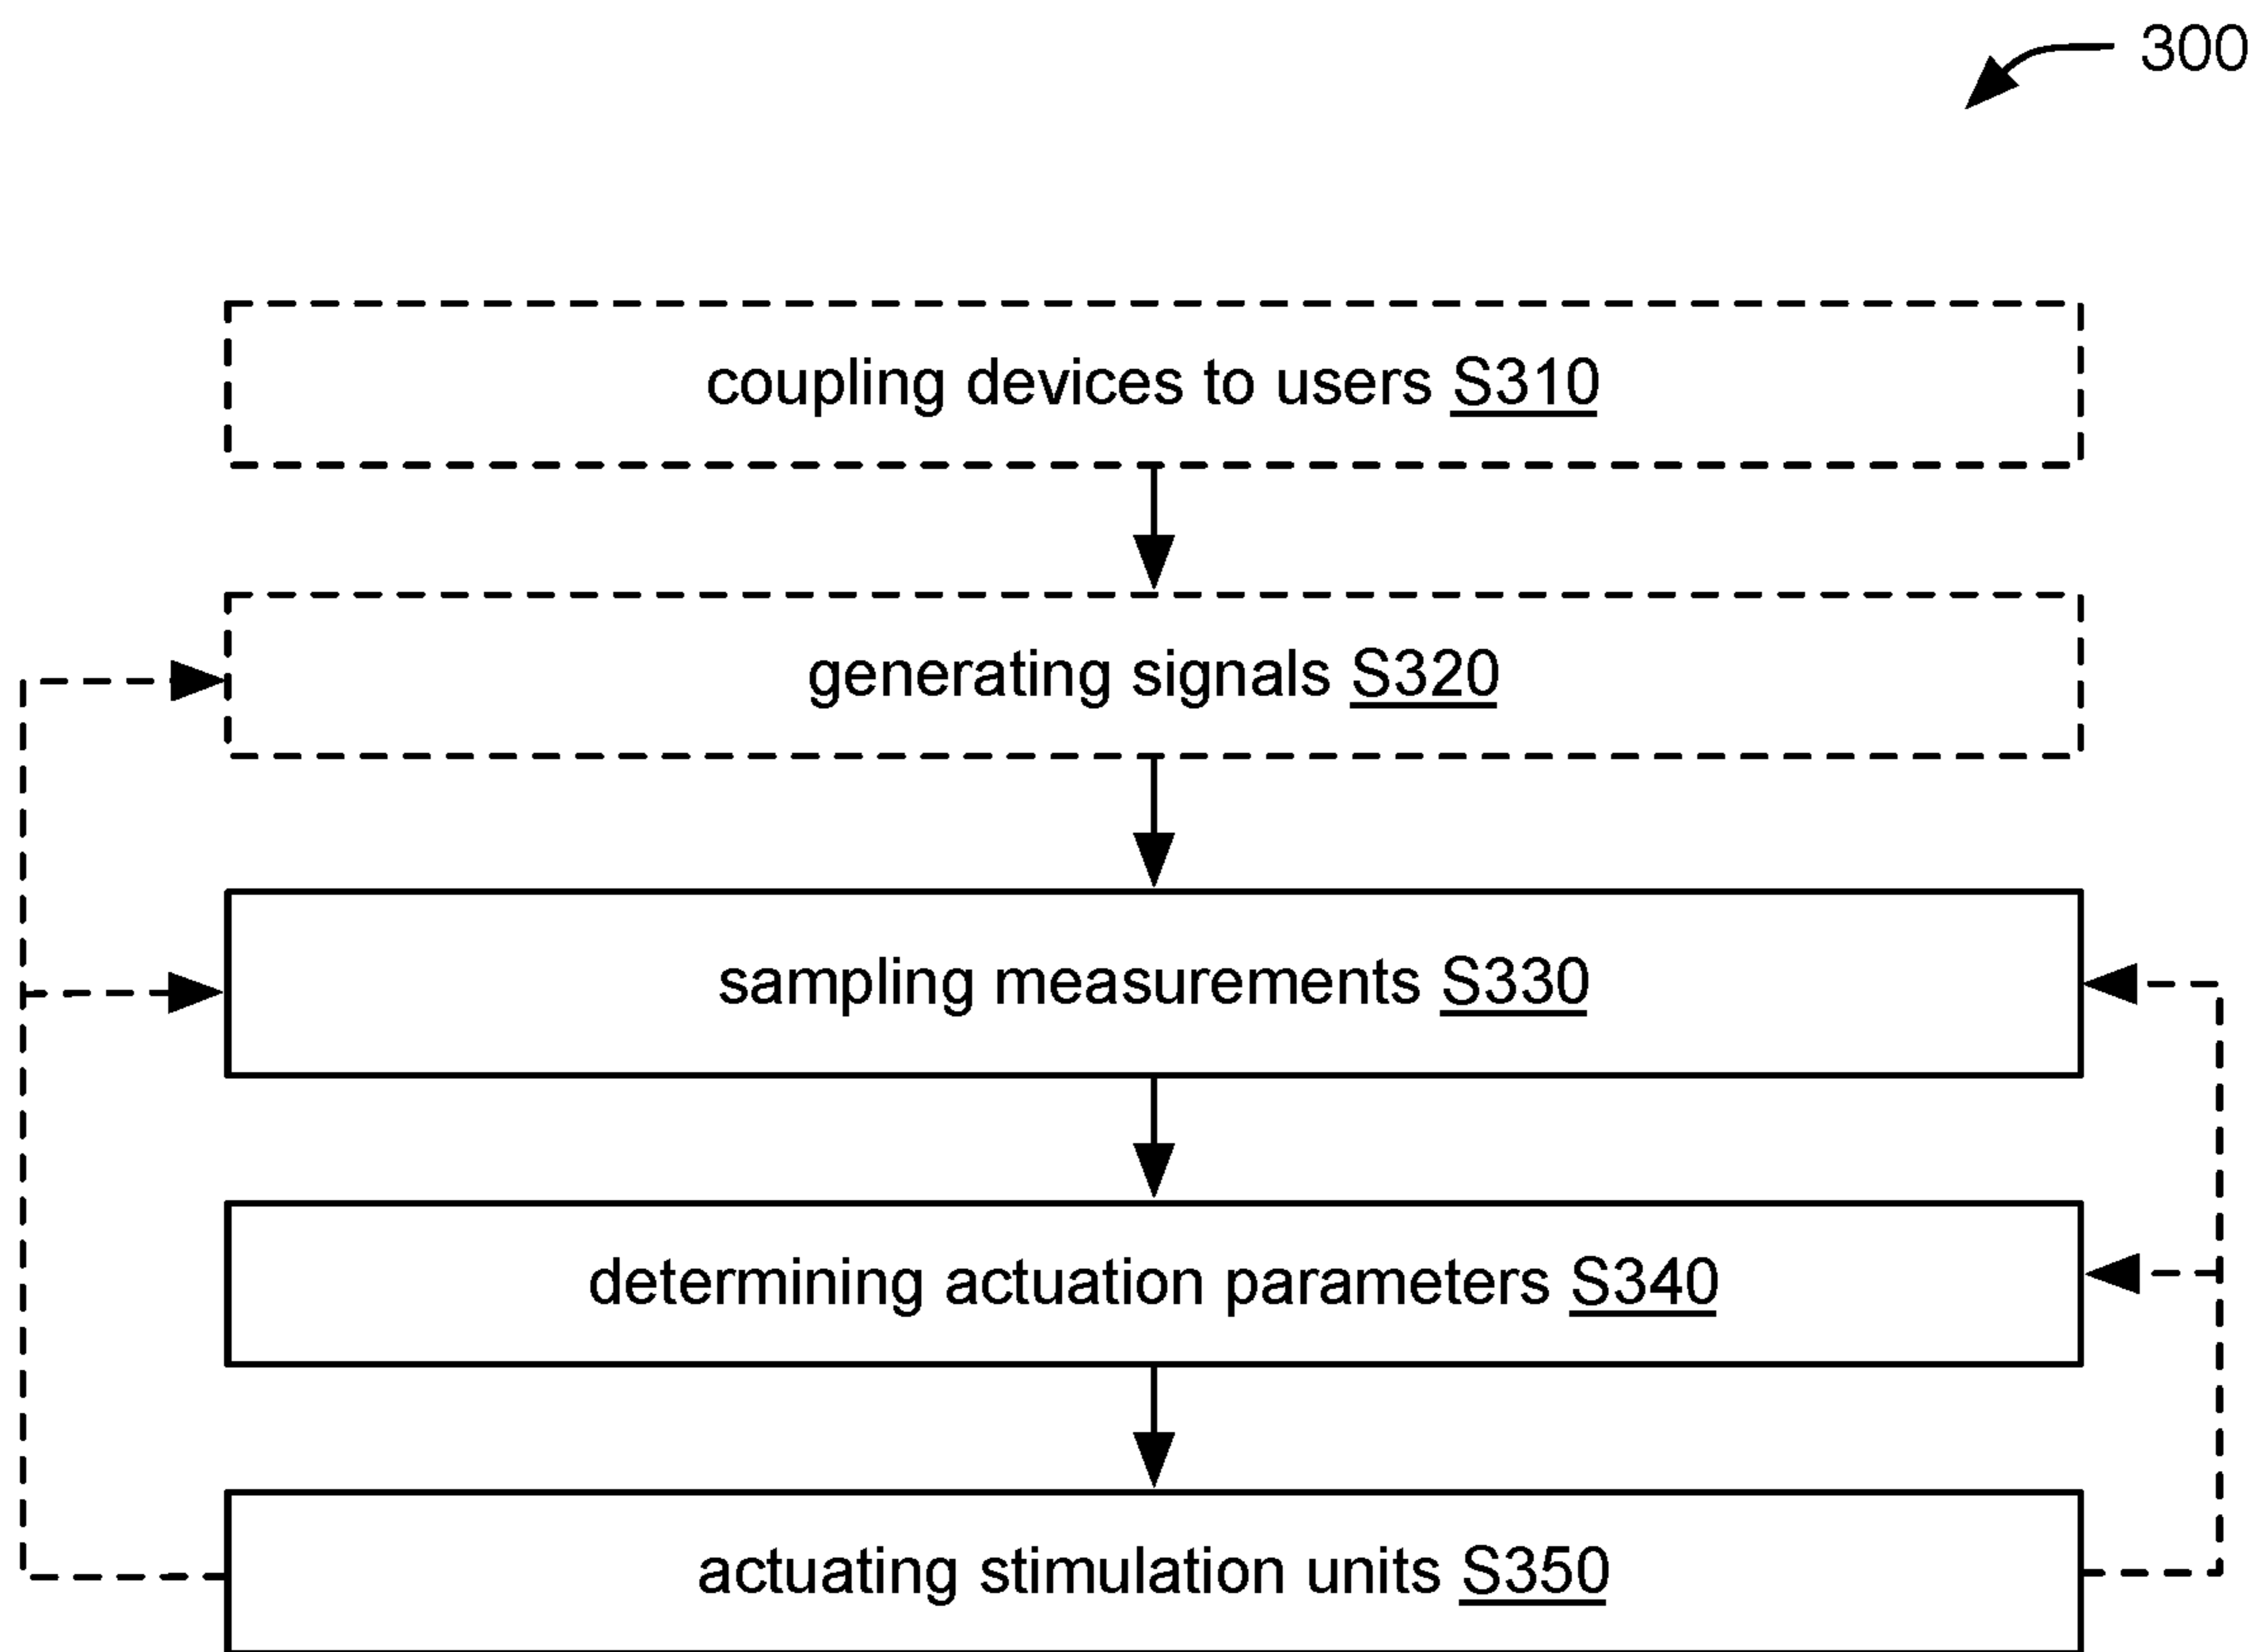 300
coupling devices to users S310
generating signals S320
sampling measurements S330
determining actuation parameters S340
actuating stimulation units S350